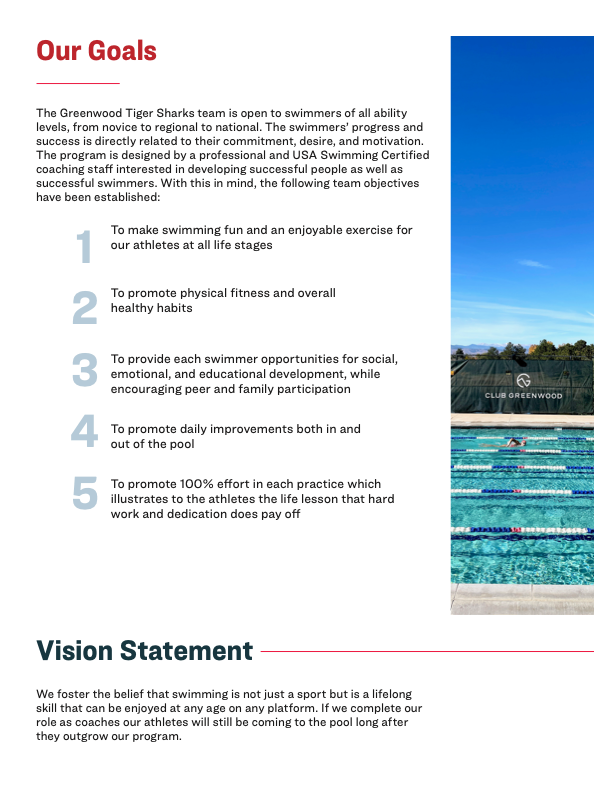 Our Goals
The Greenwood Tiger Sharks team is open to swimmers of all ability
levels, from novice to regional to national. The swimmers' progress and
success is directly related to their commitment, desire, and motivation.
The program is designed by a professional and USA Swimming Certified
coaching staff interested in developing successful people as well as
successful swimmers. With this in mind, the following team objectives
have been established:
1
To make swimming fun and an enjoyable exercise for
our athletes at all life stages
2
To promote physical fitness and overall
healthy habits
3
To provide each swimmer opportunities for social,
emotional, and educational development, while
encouraging peer and family participation
4
To promote daily improvements both in and
out of the pool
5
To promote 100% effort in each practice which
illustrates to the athletes the life lesson that hard
work and dedication does pay off
CLUB GREENWOOD
Vision Statement
We foster the belief that swimming is not just a sport but is a lifelong
skill that can be enjoyed at any age on any platform. If we complete our
role as coaches our athletes will still be coming to the pool long after
they outgrow our program.